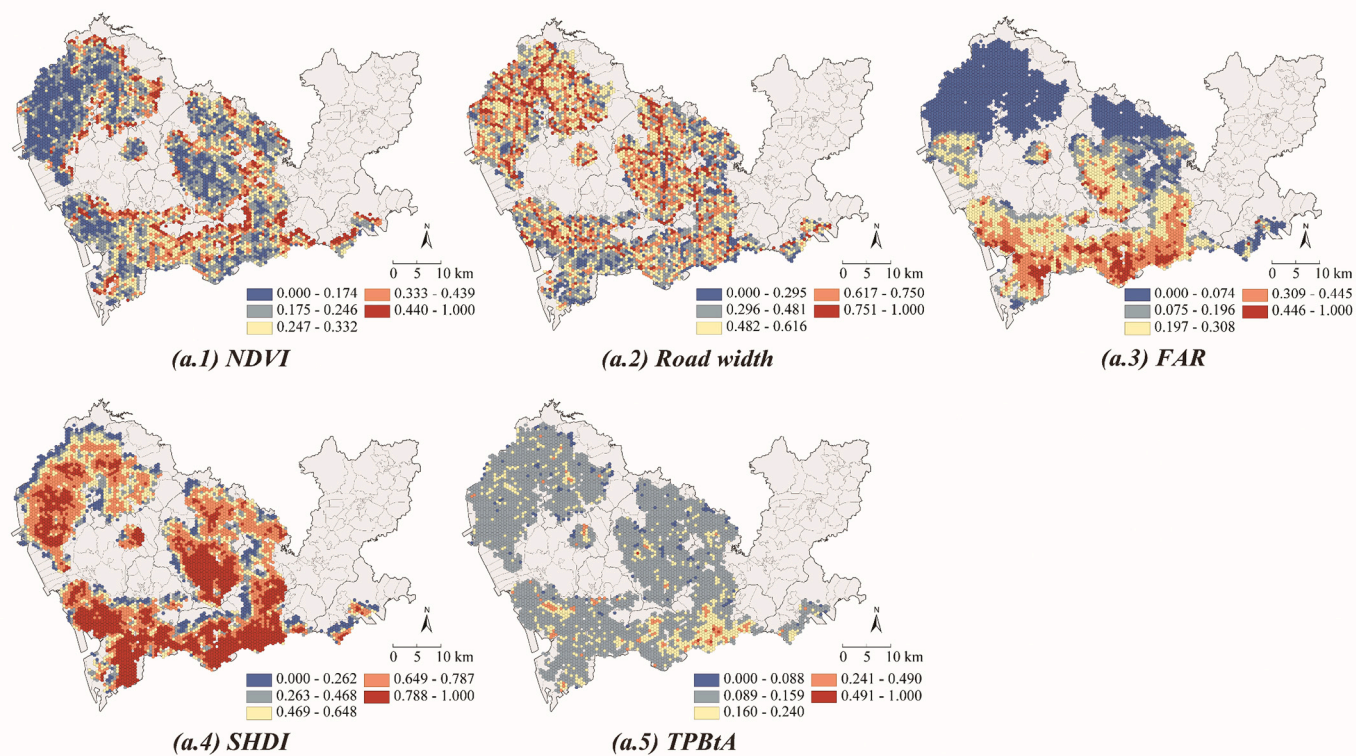 N
0 5 10 km
0.000 - 0.174 0.333 - 0.439
0.175 - 0.246 0.440 - 1.000
0.247 - 0.332
(a.1) NDVI
N
0 5 10 km
0.000 - 0.295 0.617 - 0.750
0.296 - 0.481 0.751 - 1.000
0.482 - 0.616
(a.2) Road width
N
0 5 10 km
0.000 - 0.074 0.309 - 0.445
0.075 - 0.196 0.446 - 1.000
0.197 - 0.308
(a.3) FAR
N
0 5 10 km
0.000 - 0.262 0.649 - 0.787
0.263 - 0.468 0.788 - 1.000
0.469 - 0.648
(a.4) SHDI
N
0 5 10 km
0.000 - 0.088 0.241 - 0.490
0.089 - 0.159 0.491 - 1.000
0.160 - 0.240
(a.5) TPBtA